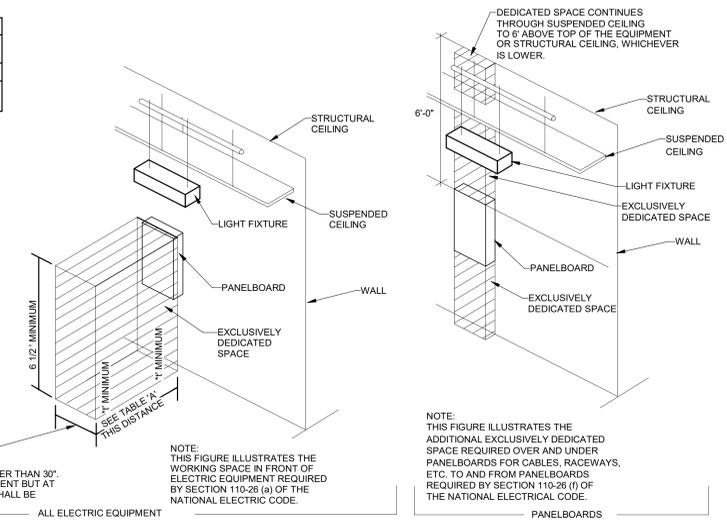 STRUCTURAL
CEILING
LIGHT FIXTURE
SUSPENDED
CEILING
PANELBOARD
WALL
EXCLUSIVELY
DEDICATED
SPACE
6 1/2 ' MINIMUM
"t" MINIMUM
"t" MINIMUM
SEE TABLE 'A'
THIS DISTANCE
ER THAN 30".
ENT BUT AT
HALL BE
NOTE:
THIS FIGURE ILLUSTRATES THE
WORKING SPACE IN FRONT OF
ELECTRIC EQUIPMENT REQUIRED
BY SECTION 110-26 (a) OF THE
NATIONAL ELECTRIC CODE.
ALL ELECTRIC EQUIPMENT
DEDICATED SPACE CONTINUES
THROUGH SUSPENDED CEILING
TO 6' ABOVE TOP OF THE EQUIPMENT
OR STRUCTURAL CEILING, WHICHEVER
IS LOWER.
6'-0"
STRUCTURAL
CEILING
SUSPENDED
CEILING
LIGHT FIXTURE
EXCLUSIVELY
DEDICATED SPACE
WALL
PANELBOARD
EXCLUSIVELY
DEDICATED SPACE
NOTE:
THIS FIGURE ILLUSTRATES THE
ADDITIONAL EXCLUSIVELY DEDICATED
SPACE REQUIRED OVER AND UNDER
PANELBOARDS FOR CABLES, RACEWAYS,
ETC. TO AND FROM PANELBOARDS
REQUIRED BY SECTION 110-26 (f) OF
THE NATIONAL ELECTRICAL CODE.
PANELBOARDS